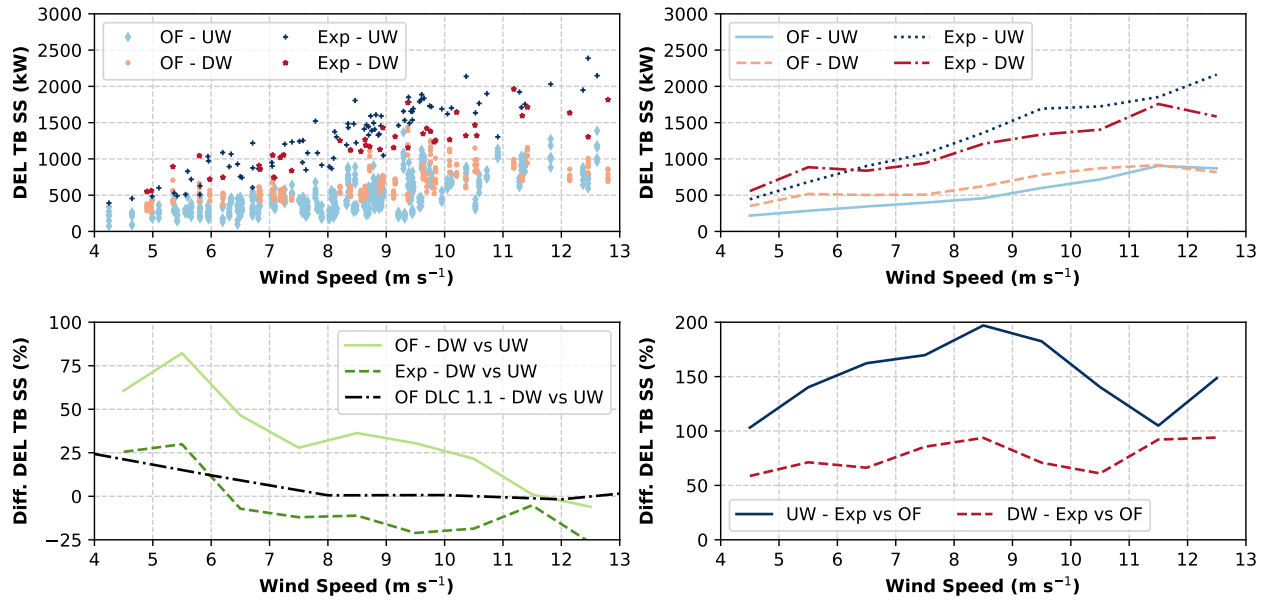 3000
2500
2000
1500
1000
500
0
DEL TB SS (kW)
OF - UW
OF - DW
Exp - UW
Exp - DW
4 5 6 7 8 9 10 11 12 13
Wind Speed (m s⁻¹)
3000
2500
2000
1500
1000
500
0
DEL TB SS (kW)
OF - UW
OF - DW
Exp - UW
Exp - DW
4 5 6 7 8 9 10 11 12 13
Wind Speed (m s⁻¹)
100
75
50
25
0
−25
Diff. DEL TB SS (%)
OF - DW vs UW
Exp - DW vs UW
OF DLC 1.1 - DW vs UW
4 5 6 7 8 9 10 11 12 13
Wind Speed (m s⁻¹)
200
150
100
50
0
Diff. DEL TB SS (%)
UW - Exp vs OF
DW - Exp vs OF
4 5 6 7 8 9 10 11 12 13
Wind Speed (m s⁻¹)